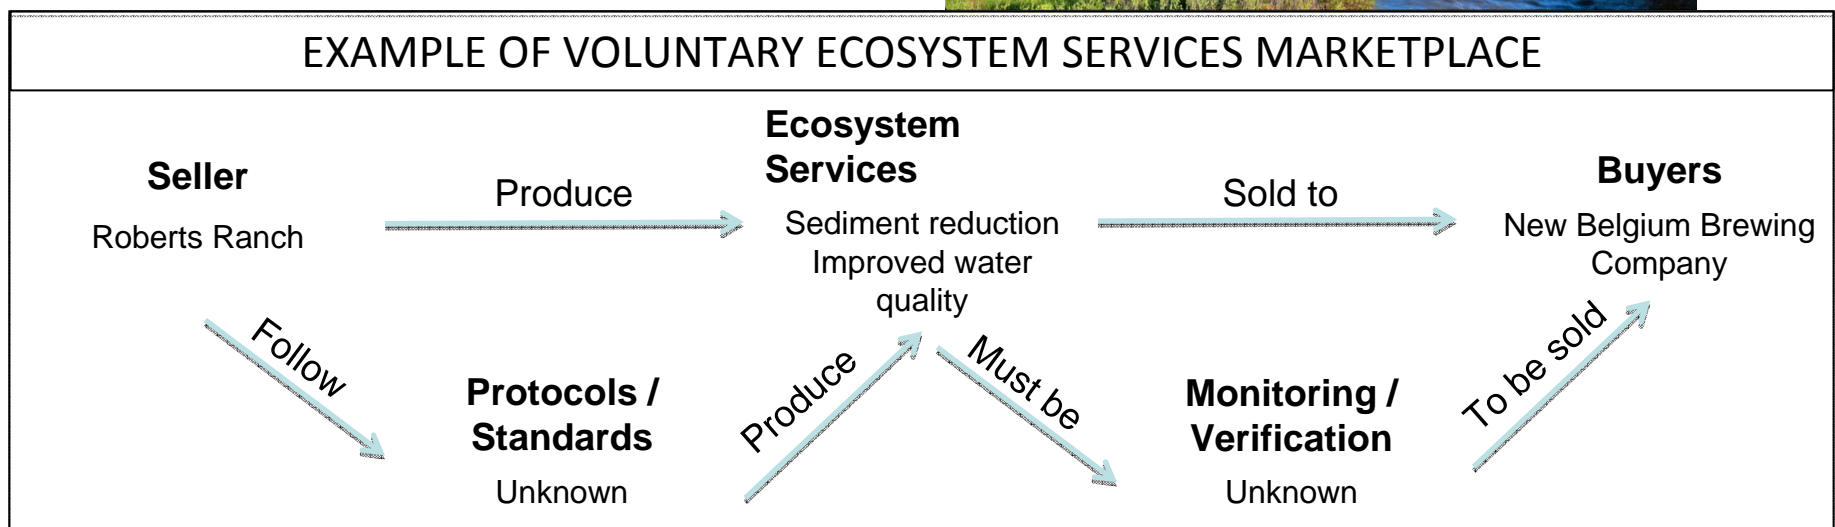 EXAMPLE OF VOLUNTARY ECOSYSTEM SERVICES MARKETPLACE
Seller
Roberts Ranch
Produce
Ecosystem
Services
Sediment reduction
Improved water
quality
Sold to
Buyers
New Belgium Brewing
Company
Follow
Protocols /
Standards
Unknown
Produce
Must be
Monitoring /
Verification
Unknown
To be sold